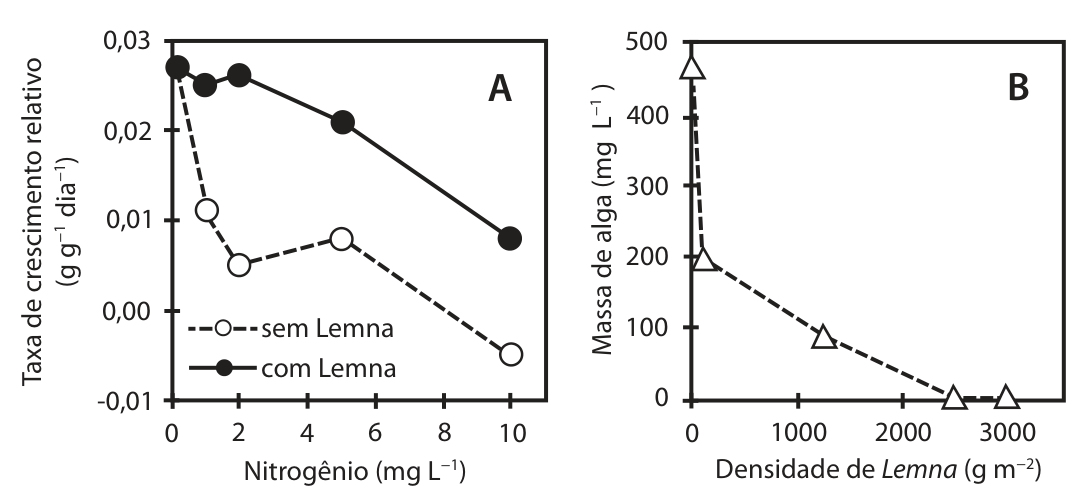 Taxa de crescimento relativo
(g g⁻¹ dia⁻¹)
0,03
0,02
0,01
0,00
-0,01
A
sem Lemna
com Lemna
0 2 4 6 8 10
Nitrogênio (mg L⁻¹)
Massa de alga (mg L⁻¹ )
500
400
300
200
100
0
B
0 1000 2000 3000
Densidade de Lemna (g m⁻²)